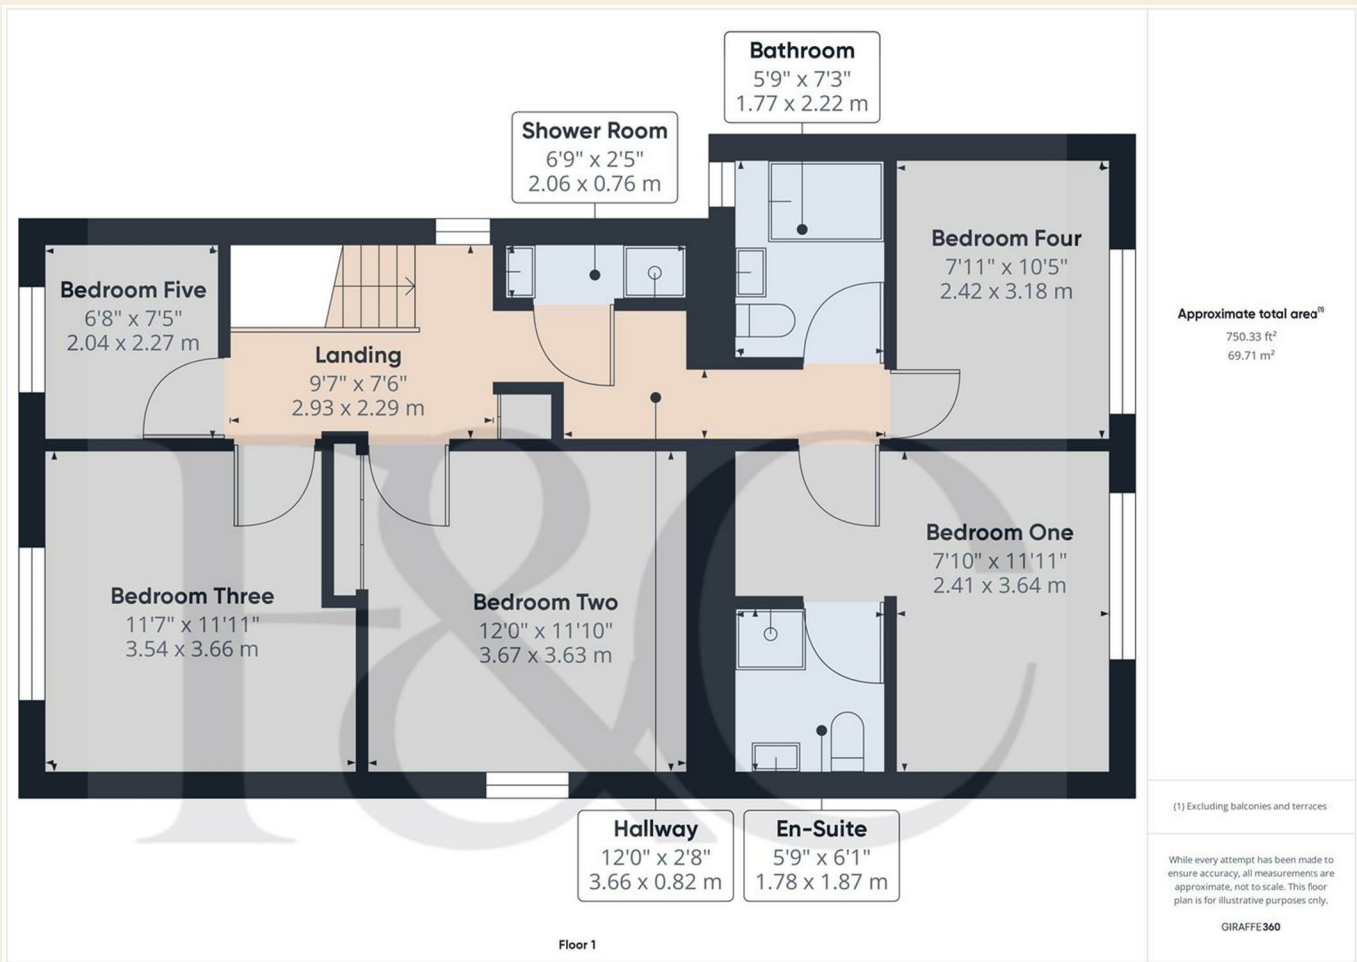 Bathroom
5'9" x 7'3"
1.77 x 2.22 m
Shower Room
6'9" x 2'5"
2.06 x 0.76 m
Bedroom Four
7'11" x 10'5"
2.42 x 3.18 m
Bedroom Five
6'8" x 7'5"
2.04 x 2.27 m
Landing
9'7" x 7'6"
2.93 x 2.29 m
Approximate total area(1)
750.33 ft²
69.71 m²
Bedroom One
7'10" x 11'11"
2.41 x 3.64 m
Bedroom Three
11'7" x 11'11"
3.54 x 3.66 m
Bedroom Two
12'0" x 11'10"
3.67 x 3.63 m
F&C
Hallway
12'0" x 2'8"
3.66 x 0.82 m
En-Suite
5'9" x 6'1"
1.78 x 1.87 m
(1) Excluding balconies and terraces
While every attempt has been made to
ensure accuracy, all measurements are
approximate, not to scale. This floor
plan is for illustrative purposes only.
GIRAFFE360
Floor 1